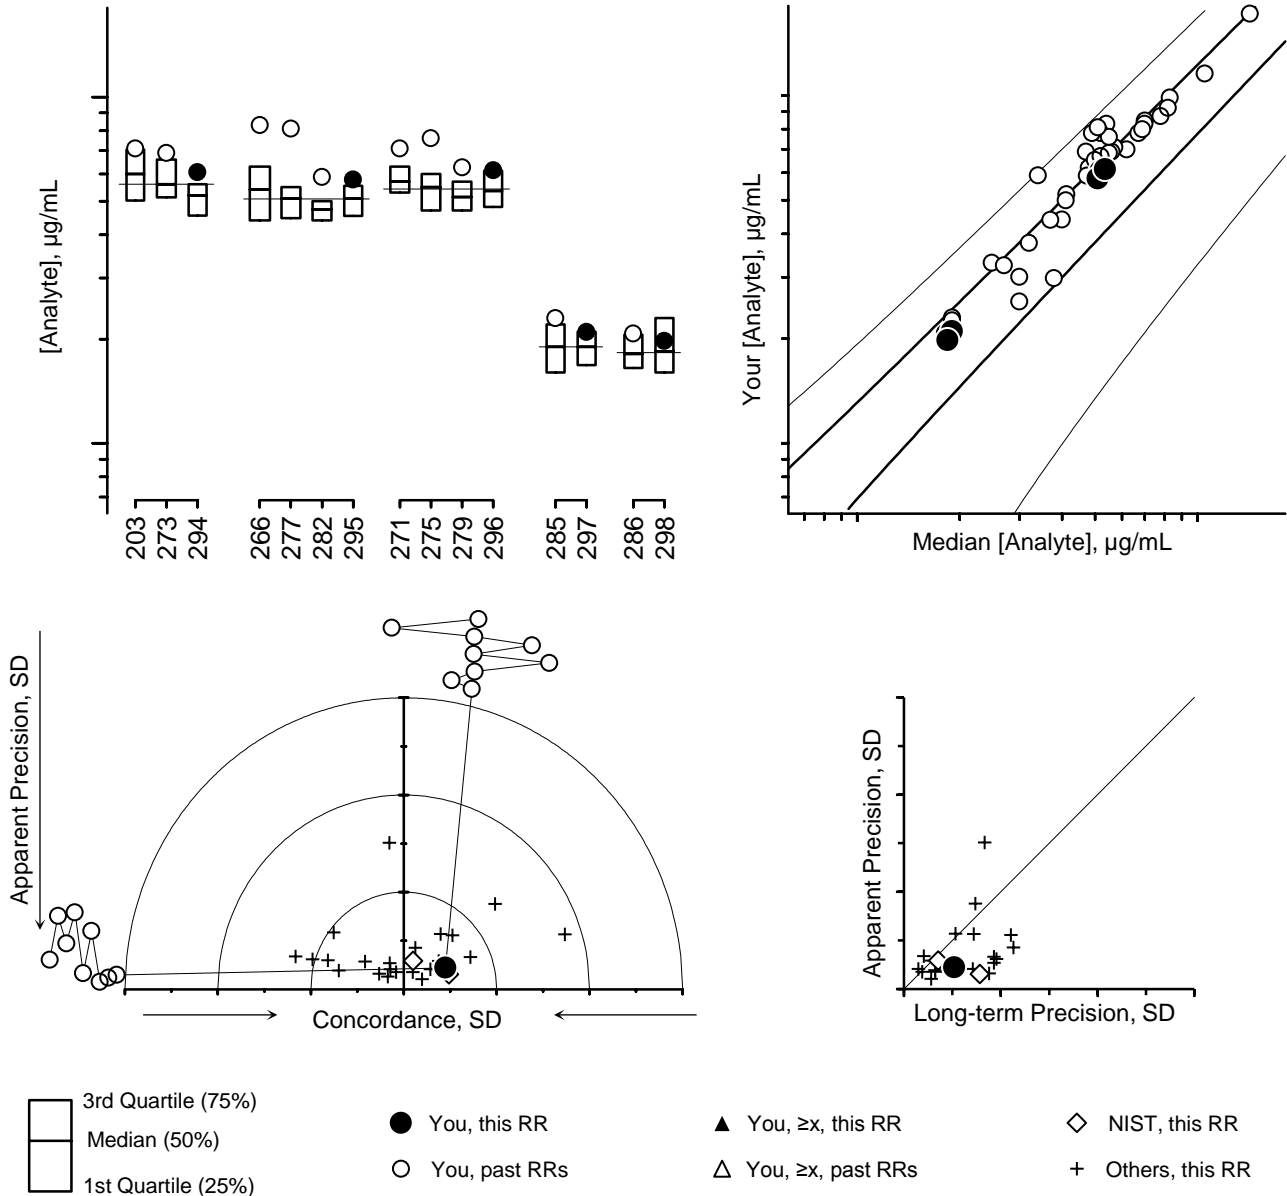 [Analyte], µg/mL
203
273
294
266
277
282
295
271
275
279
296
285
297
286
298
Your [Analyte], µg/mL
Median [Analyte], µg/mL
Apparent Precision, SD
Concordance, SD
Apparent Precision, SD
Long-term Precision, SD
3rd Quartile (75%)
Median (50%)
1st Quartile (25%)
You, this RR
You, past RRs
You, ≥x, this RR
You, ≥x, past RRs
NIST, this RR
Others, this RR